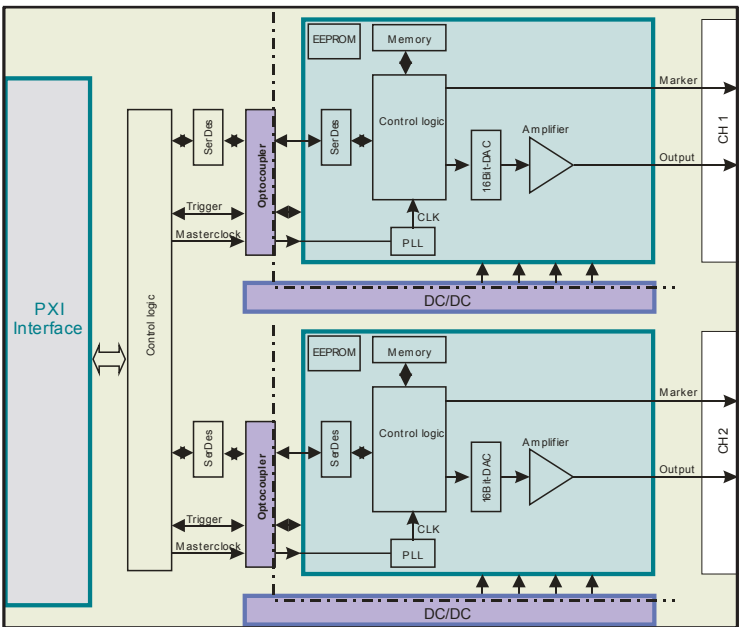 PXI
Interface
Control logic
EEPROM
Memory
SerDes
Optocoupler
SerDes
Control logic
Marker
CH 1
16Bit-DAC
Amplifier
Output
Trigger
Masterclock
CLK
PLL
DC/DC
EEPROM
Memory
SerDes
Optocoupler
SerDes
Control logic
Marker
CH2
16Bit-DAC
Amplifier
Output
Trigger
Masterclock
CLK
PLL
DC/DC